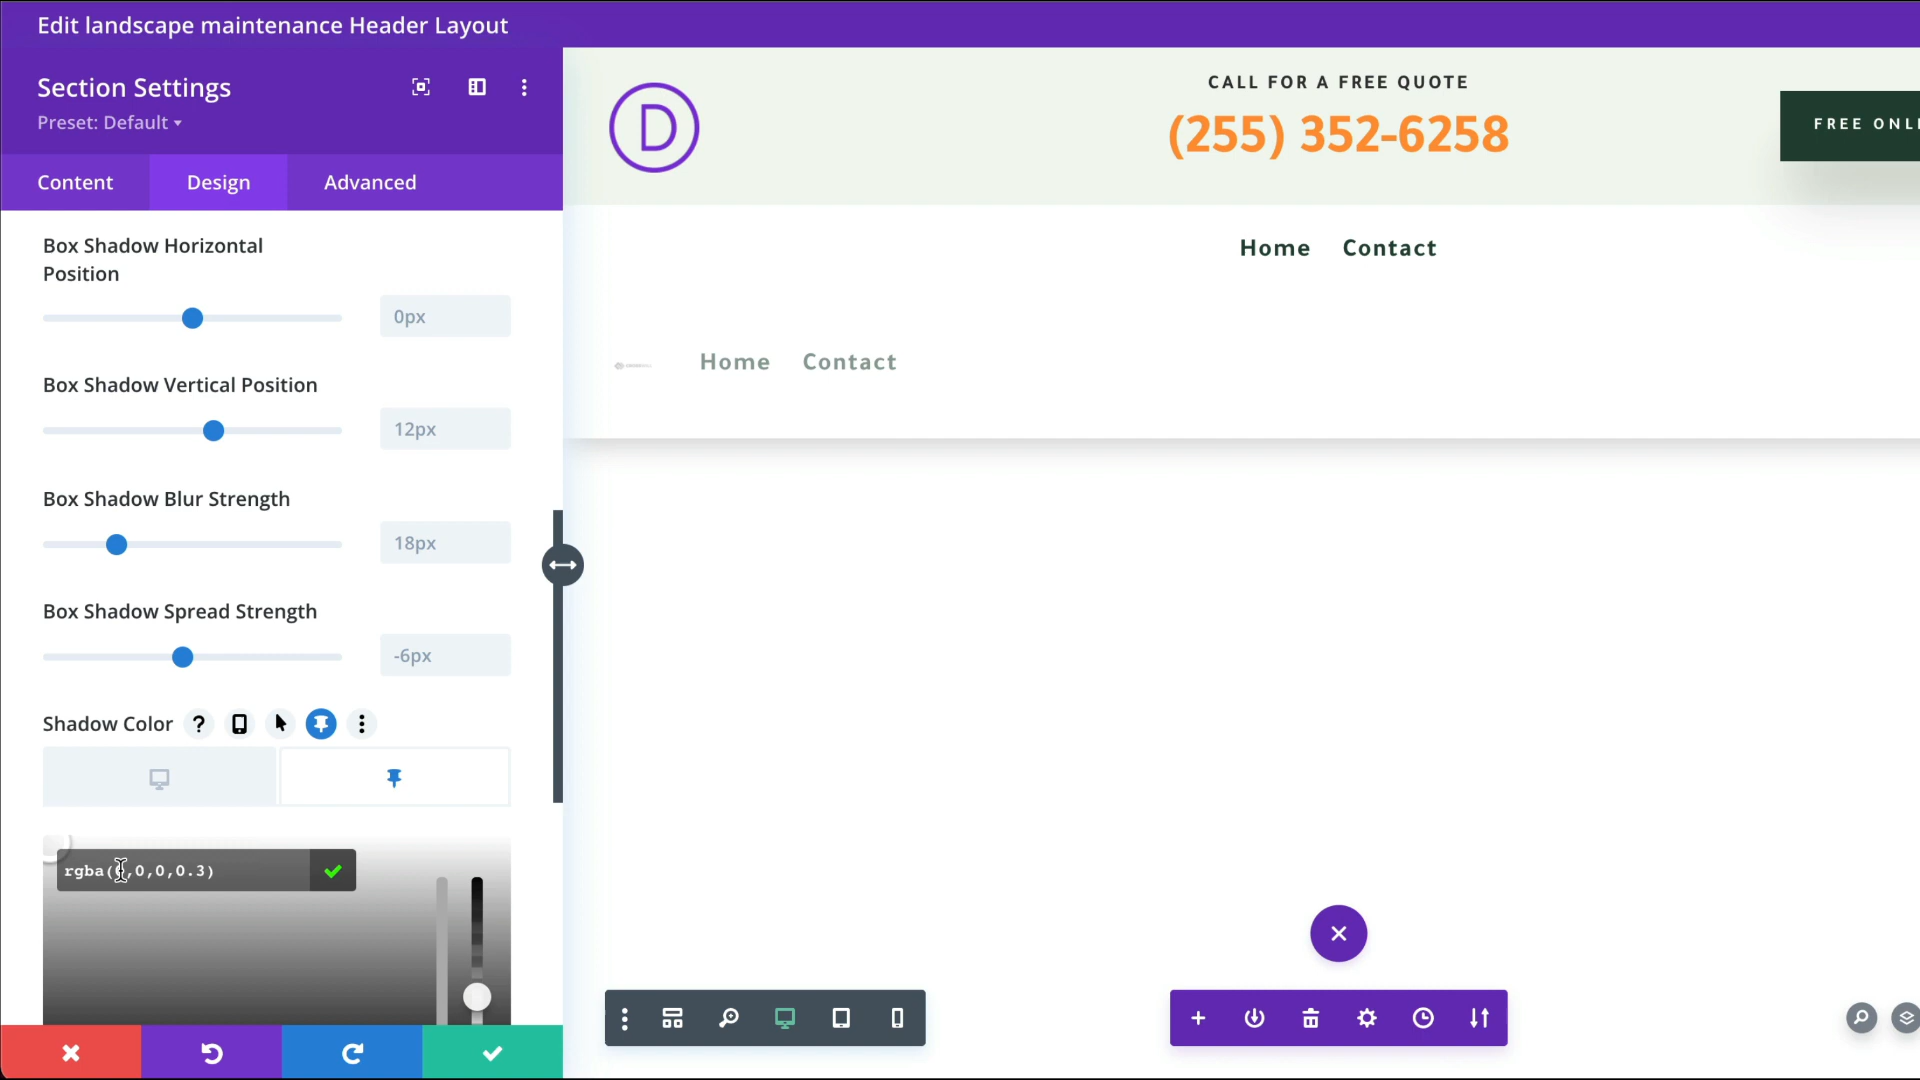 Edit landscape maintenance Header Layout
Section Settings
Preset: Default
Content
Design
Advanced
Box Shadow Horizontal
Position
0px
Box Shadow Vertical Position
12px
Box Shadow Blur Strength
18px
Box Shadow Spread Strength
-6px
Shadow Color
?
rgba(0,0,0,0.3)
D
CALL FOR A FREE QUOTE
(255) 352-6258
FREE ONL
Home
Contact
Home
Contact